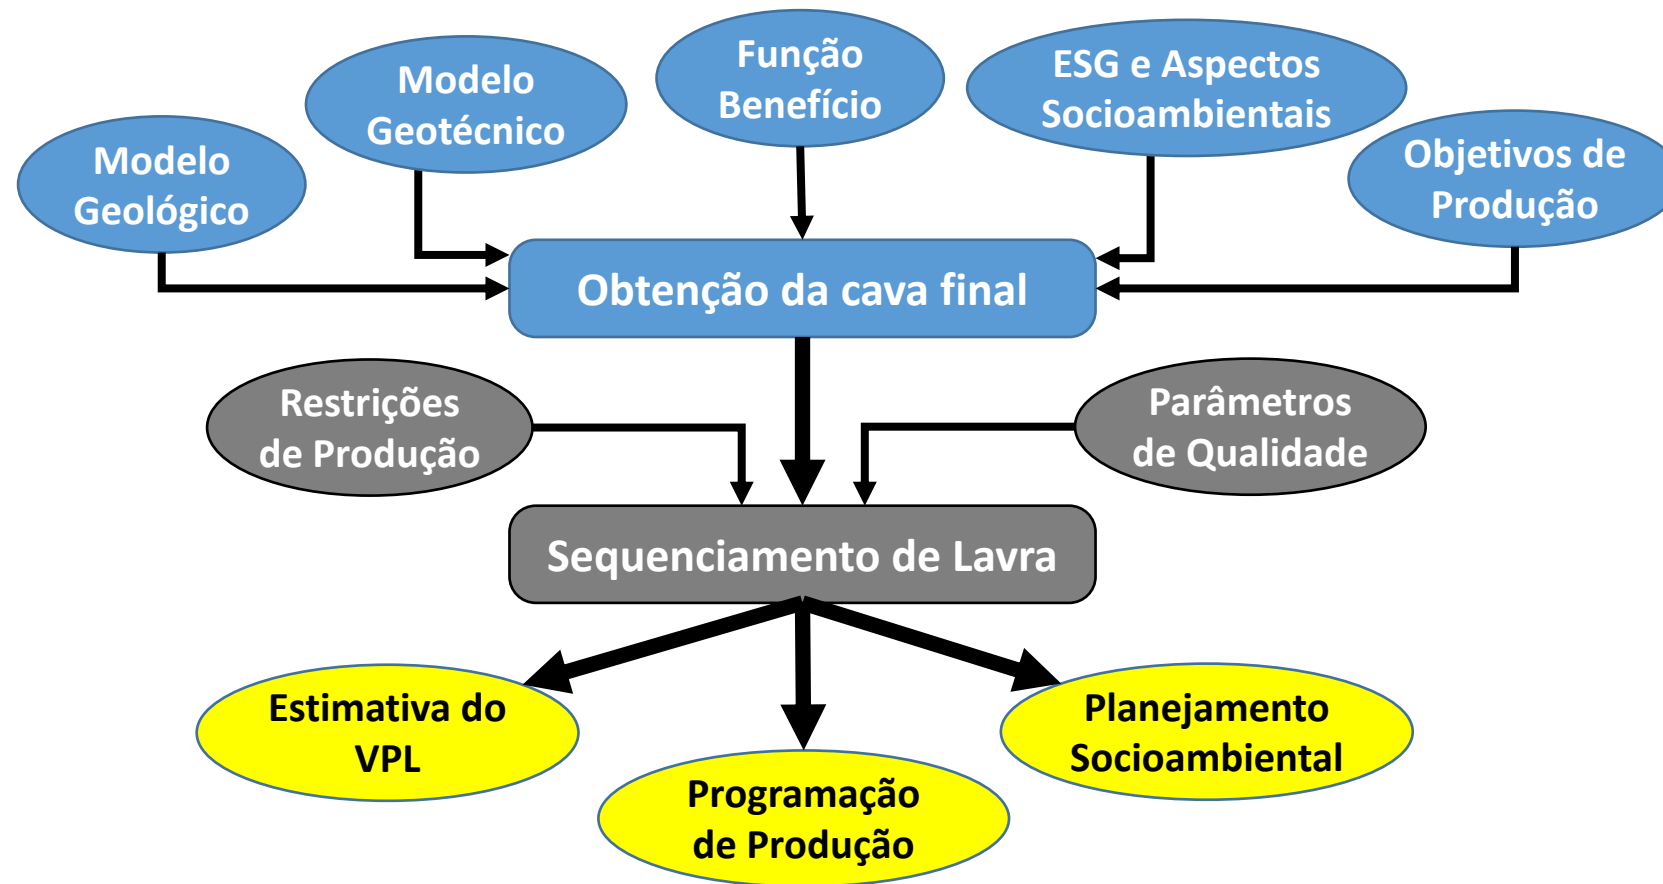 Modelo
Geológico
Modelo
Geotécnico
Função
Benefício
ESG e Aspectos
Socioambientais
Objetivos de
Produção
Obtenção da cava final
Restrições
de Produção
Parâmetros
de Qualidade
Sequenciamento de Lavra
Estimativa do
VPL
Programação
de Produção
Planejamento
Socioambiental